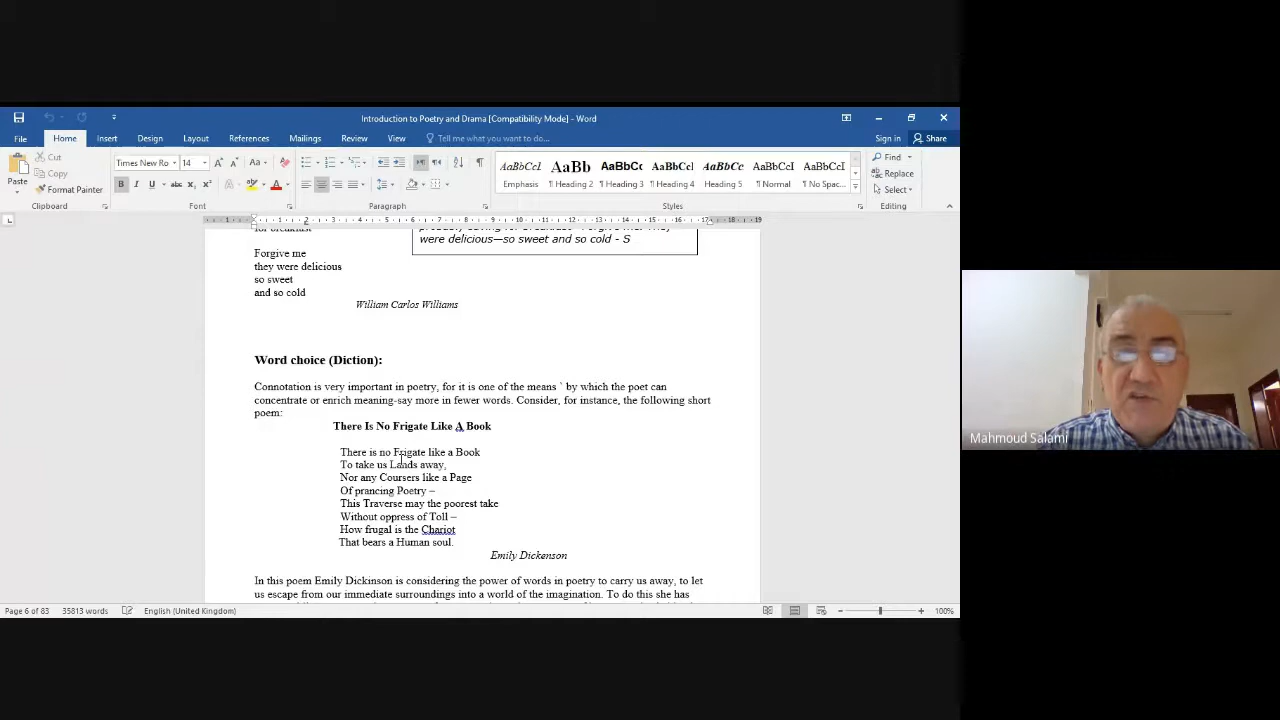 Introduction to Poetry and Drama [Compatibility Mode] - Word
File Home Insert Design Layout References Mailings Review View Tell me what you want to do... Sign in Share
Cut
Copy
Format Painter
Paste
Clipboard
Times New Ro 14
Font
Paragraph
AaBbCcI AaBb AaBbCc AaBbCcI AaBbCc AaBbCcI AaBbCcI
Emphasis ¶ Heading 2 ¶ Heading 3 ¶ Heading 4 Heading 5 ¶ Normal ¶ No Spac...
Styles
Find
Replace
Select
Editing
for breakfast
were delicious—so sweet and so cold - S
Forgive me
they were delicious
so sweet
and so cold
William Carlos Williams
Word choice (Diction):
Connotation is very important in poetry, for it is one of the means ` by which the poet can
concentrate or enrich meaning-say more in fewer words. Consider, for instance, the following short
poem:
There Is No Frigate Like A Book
There is no Frigate like a Book
To take us Lands away,
Nor any Coursers like a Page
Of prancing Poetry –
This Traverse may the poorest take
Without oppress of Toll –
How frugal is the Chariot
That bears a Human soul.
Emily Dickenson
In this poem Emily Dickinson is considering the power of words in poetry to carry us away, to let
us escape from our immediate surroundings into a world of the imagination. To do this she has
Page 6 of 83 35813 words English (United Kingdom) 100%
Mahmoud Salami